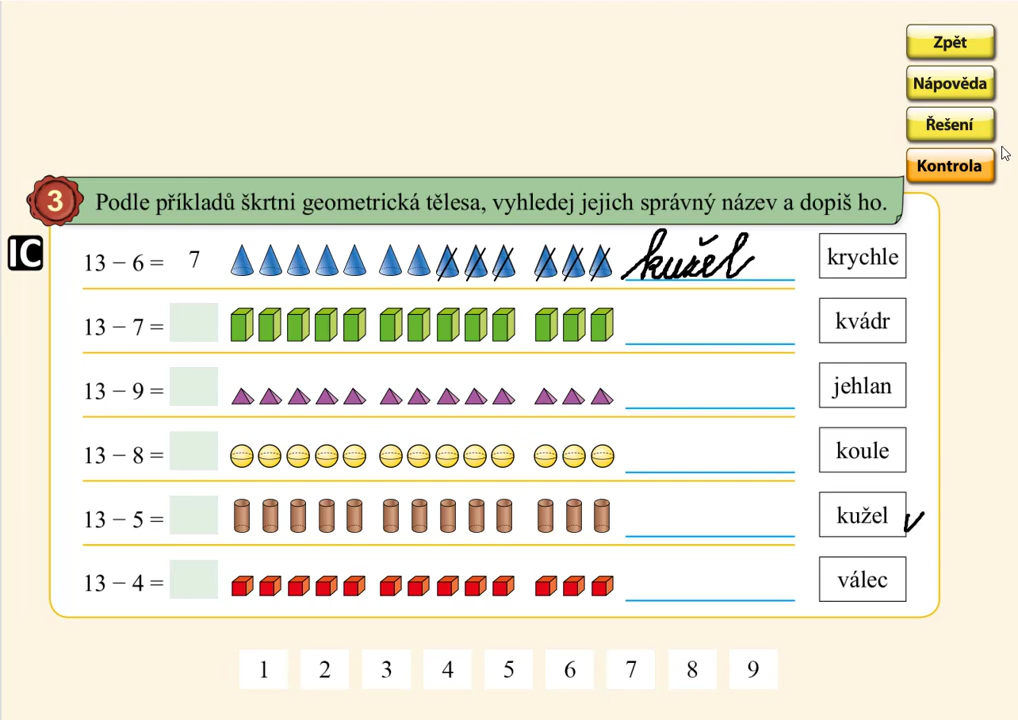 Zpět
Nápověda
Řešení
Kontrola
3 Podle příkladů škrtni geometrická tělesa, vyhledej jejich správný název a dopiš ho.
IC
13 − 6 = 7 kužel krychle
13 − 7 = kvádr
13 − 9 = jehlan
13 − 8 = koule
13 − 5 = kužel
13 − 4 = válec
1 2 3 4 5 6 7 8 9